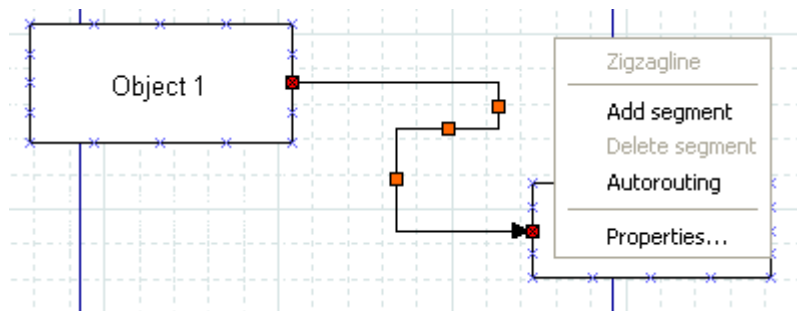 Object 1
Zigzagline
Add segment
Delete segment
Autorouting
Properties...